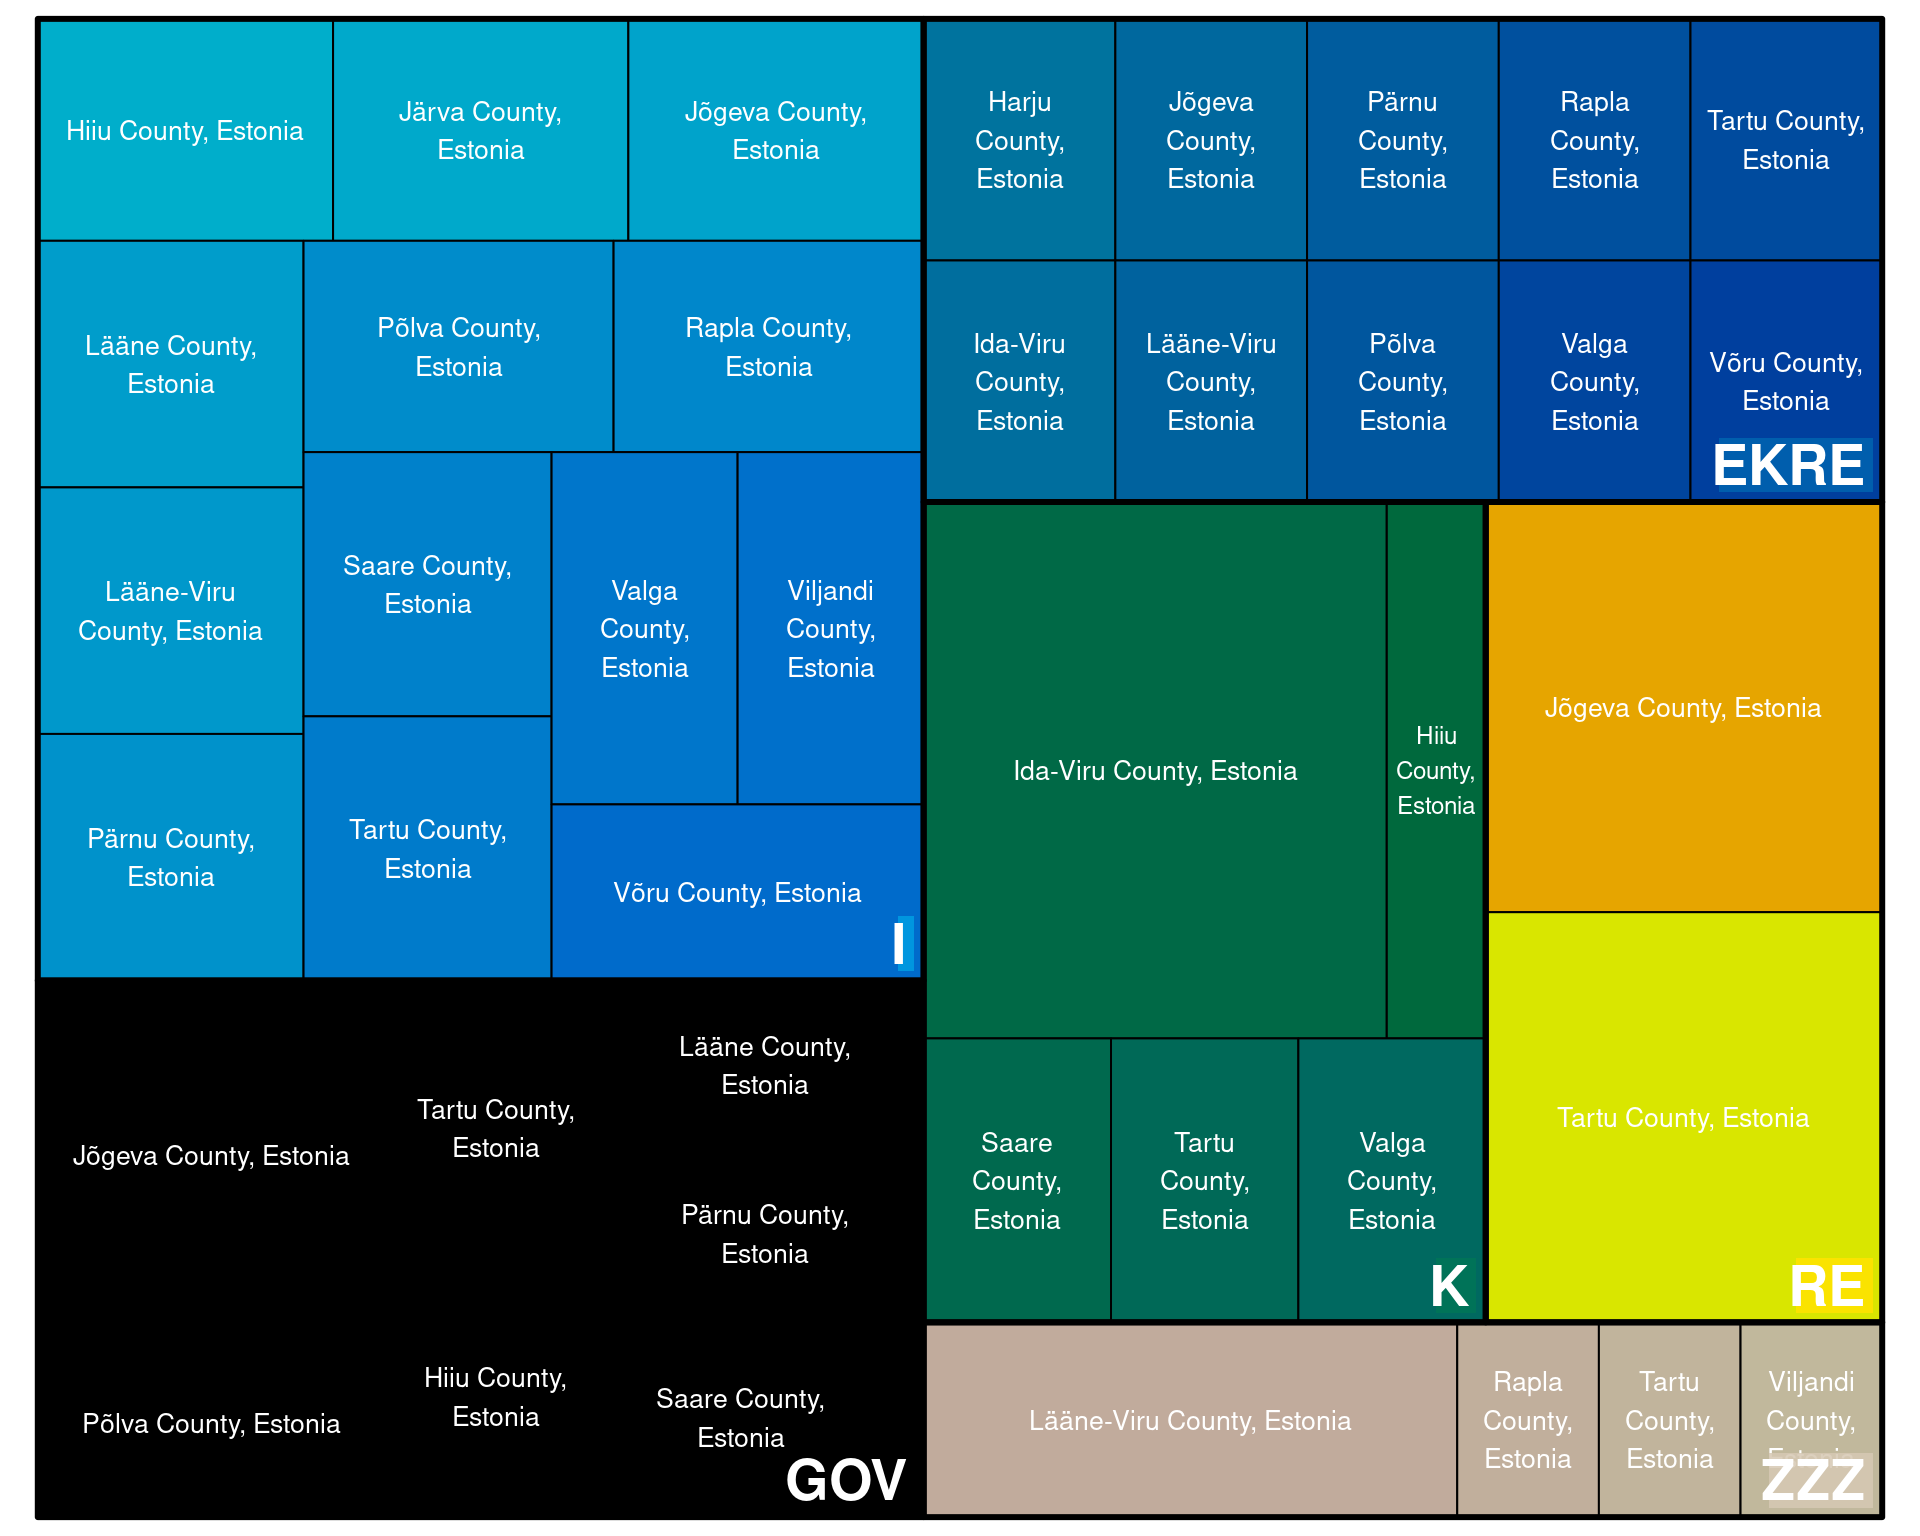 Hiiu County, Estonia
Järva County,
Estonia
Jõgeva County,
Estonia
Lääne County,
Estonia
Põlva County,
Estonia
Rapla County,
Estonia
Lääne-Viru
County, Estonia
Saare County,
Estonia
Valga
County,
Estonia
Viljandi
County,
Estonia
Pärnu County,
Estonia
Tartu County,
Estonia
Võru County, Estonia
I
Harju
County,
Estonia
Jõgeva
County,
Estonia
Pärnu
County,
Estonia
Rapla
County,
Estonia
Tartu County,
Estonia
Ida-Viru
County,
Estonia
Lääne-Viru
County,
Estonia
Põlva
County,
Estonia
Valga
County,
Estonia
Võru County,
Estonia
EKRE
Ida-Viru County, Estonia
Hiiu
County,
Estonia
Saare
County,
Estonia
Tartu
County,
Estonia
Valga
County,
Estonia
K
Jõgeva County, Estonia
Tartu County, Estonia
RE
Jõgeva County, Estonia
Tartu County,
Estonia
Lääne County,
Estonia
Pärnu County,
Estonia
Põlva County, Estonia
Hiiu County,
Estonia
Saare County,
Estonia
GOV
Lääne-Viru County, Estonia
Rapla
County,
Estonia
Tartu
County,
Estonia
Viljandi
County,
Estonia
ZZZ